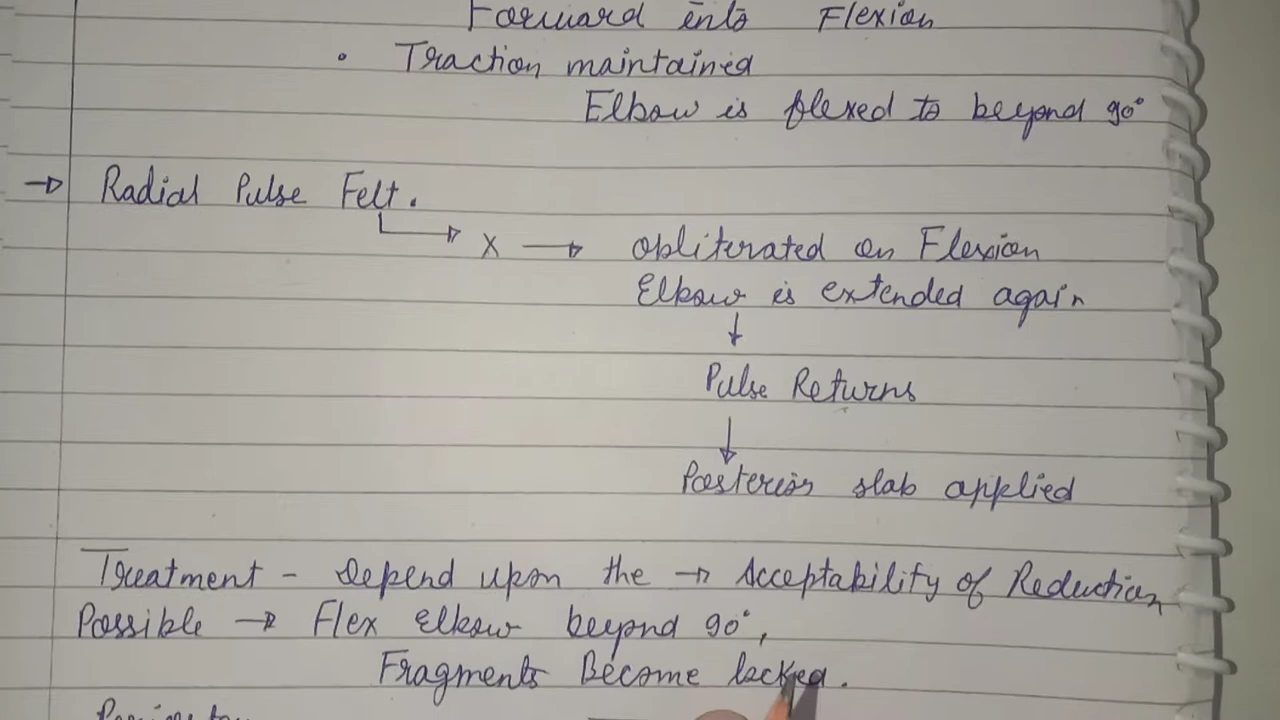 Forward into Flexion
• Traction maintained
Elbow is flexed to beyond 90°
→ Radial Pulse Felt.
↳ X → Obliterated on Flexion
Elbow is extended again
↓
Pulse Returns
↓
Posterior slab applied
Treatment - Depend upon the → Acceptability of Reduction
Possible → Flex Elbow beyond 90°,
Fragments Become locked.